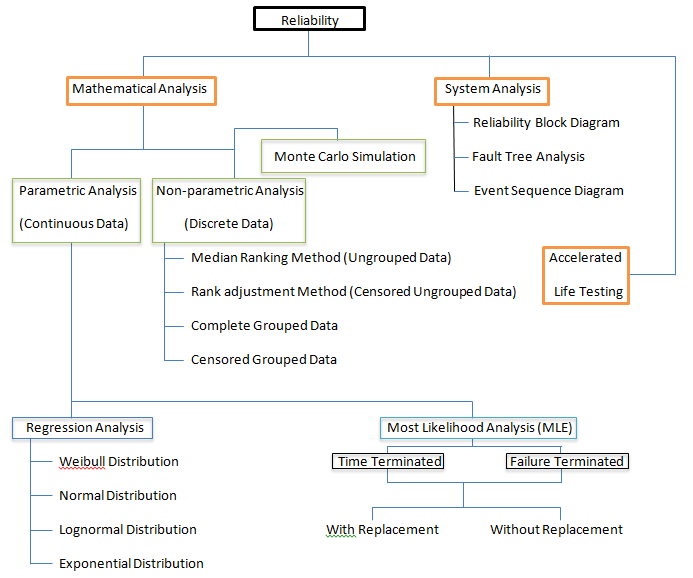 Reliability
Mathematical Analysis
System Analysis
Reliability Block Diagram
Fault Tree Analysis
Event Sequence Diagram
Monte Carlo Simulation
Parametric Analysis
(Continuous Data)
Non-parametric Analysis
(Discrete Data)
Median Ranking Method (Ungrouped Data)
Rank adjustment Method (Censored Ungrouped Data)
Complete Grouped Data
Censored Grouped Data
Accelerated
Life Testing
Regression Analysis
Weibull Distribution
Normal Distribution
Lognormal Distribution
Exponential Distribution
Most Likelihood Analysis (MLE)
Time Terminated
Failure Terminated
With Replacement
Without Replacement